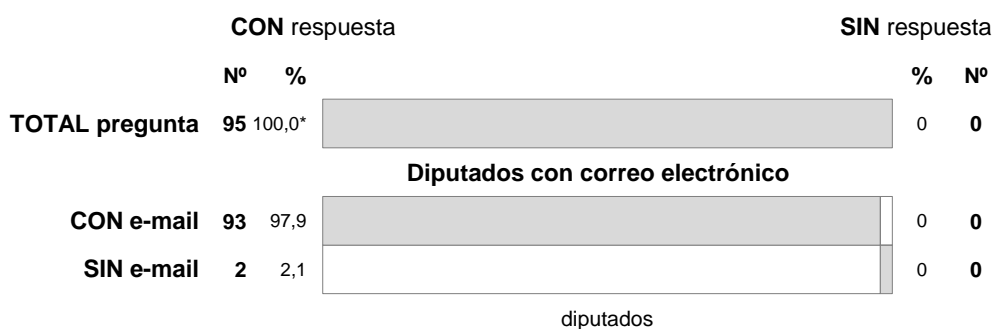 CON respuesta SIN respuesta
Nº % % Nº
TOTAL pregunta 95 100,0* 0 0
Diputados con correo electrónico
CON e-mail 93 97,9 0 0
SIN e-mail 2 2,1 0 0
diputados